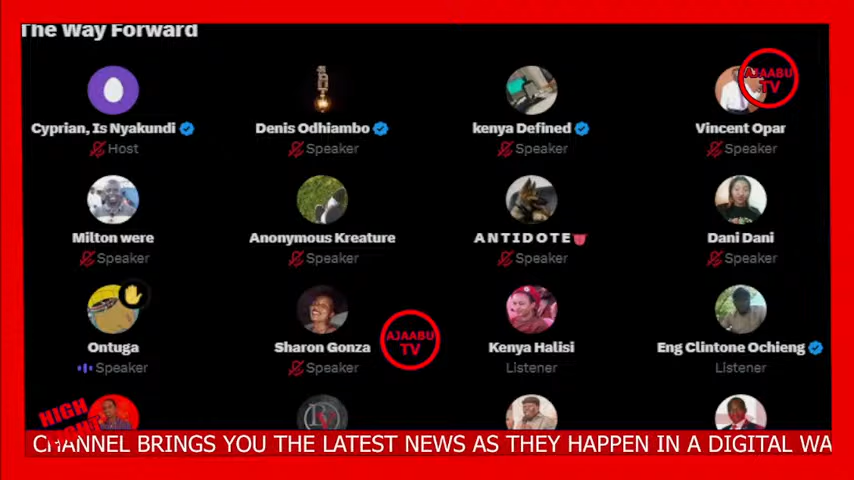 The Way Forward
Cyprian, Is Nyakundi
Host
Denis Odhiambo
Speaker
kenya Defined
Speaker
AJAABU
TV
Vincent Opar
Speaker
Milton were
Speaker
Anonymous Kreature
Speaker
ANTIDOTE
Speaker
Dani Dani
Speaker
Ontuga
Speaker
Sharon Gonza
Speaker
AJAABU
TV
Kenya Halisi
Listener
Eng Clintone Ochieng
Listener
HIGH
CHANNEL BRINGS YOU THE LATEST NEWS AS THEY HAPPEN IN A DIGITAL WA